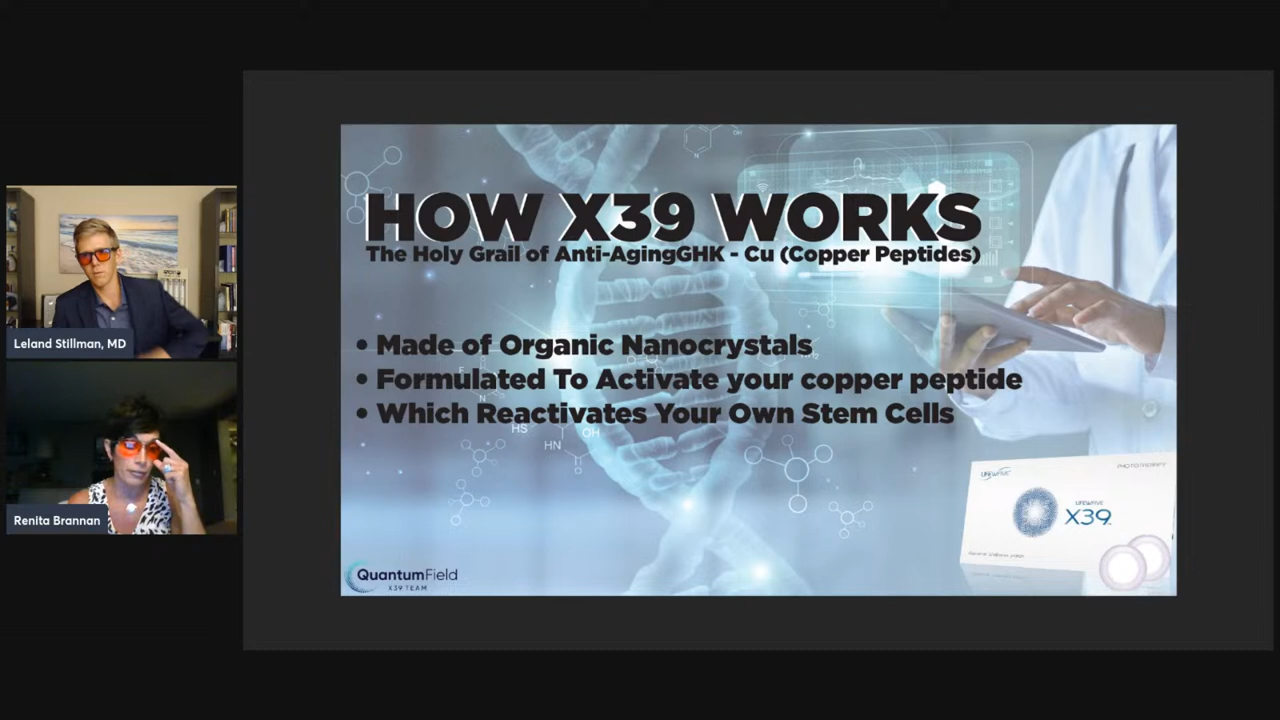 HOW X39 WORKS
The Holy Grail of Anti-AgingGHK - Cu (Copper Peptides)
• Made of Organic Nanocrystals
• Formulated To Activate your copper peptide
• Which Reactivates Your Own Stem Cells
Leland Stillman, MD
Renita Brannan
OH
N
HS
HN
OH
LIFEWAVE
PHOTOTHERAPY
LIFEWAVE
X39
QuantumField
X39 TEAM